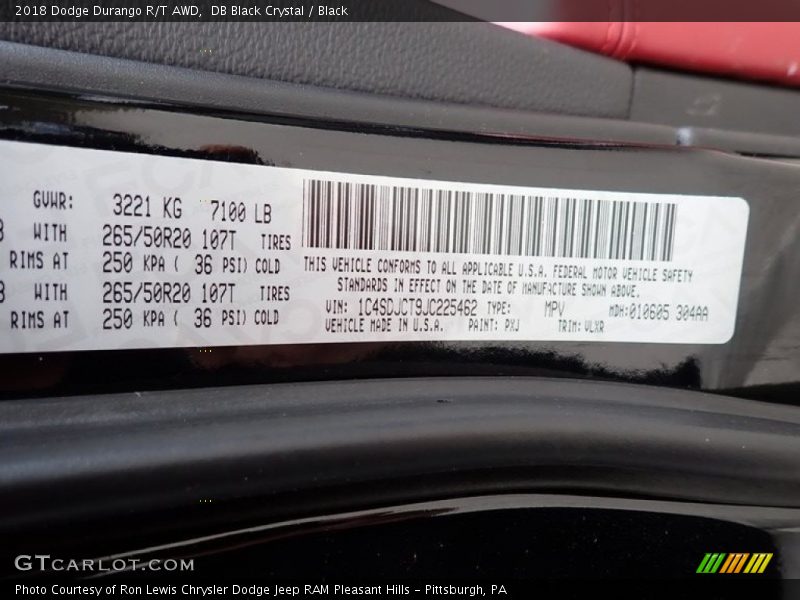 2018 Dodge Durango R/T AWD,  DB Black Crystal / Black
GVWR: 3221 KG 7100 LB
WITH 265/50R20 107T TIRES
RIMS AT 250 KPA ( 36 PSI) COLD
WITH 265/50R20 107T TIRES
RIMS AT 250 KPA ( 36 PSI) COLD
THIS VEHICLE CONFORMS TO ALL APPLICABLE U.S.A. FEDERAL MOTOR VEHICLE SAFETY
STANDARDS IN EFFECT ON THE DATE OF MANUFACTURE SHOWN ABOVE.
VIN: 1C4SDJCT9JC225462 TYPE: MPV MDH:010605 304AA
VEHICLE MADE IN U.S.A. PAINT: PXJ TRIM: VLXR
GTCARLOT.COM
Photo Courtesy of Ron Lewis Chrysler Dodge Jeep RAM Pleasant Hills - Pittsburgh, PA